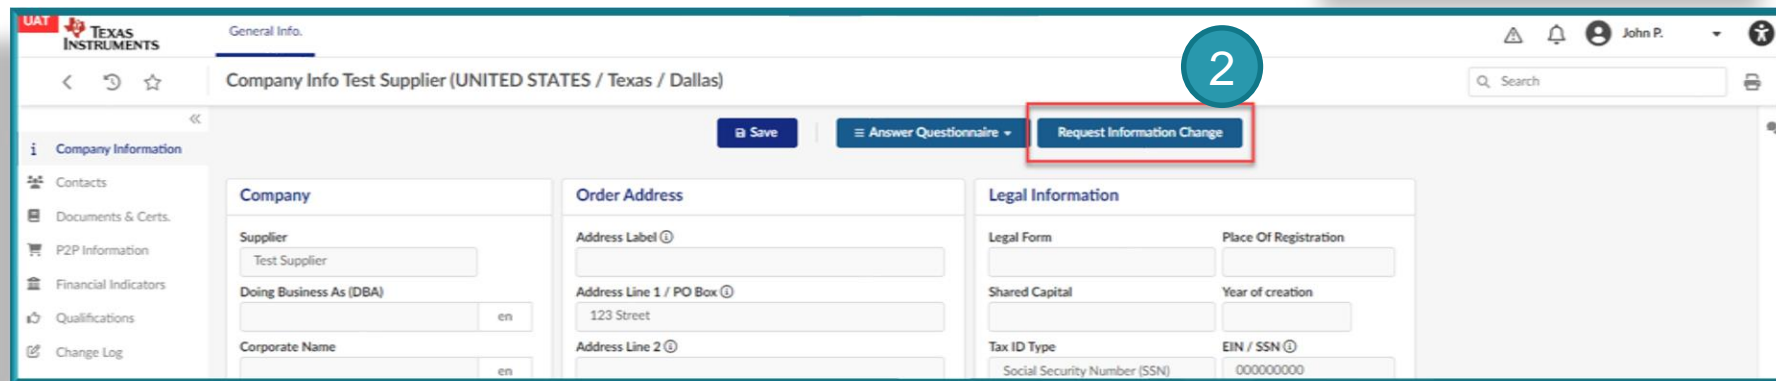 UAT
TEXAS INSTRUMENTS
General Info.
John P.
Company Info Test Supplier (UNITED STATES / Texas / Dallas)
2
Search
Save
Answer Questionnaire
Request Information Change
Company Information
Contacts
Documents & Certs.
P2P Information
Financial Indicators
Qualifications
Change Log
Company
Supplier
Test Supplier
Doing Business As (DBA)
en
Corporate Name
en
Order Address
Address Label
Address Line 1 / PO Box
123 Street
Address Line 2
Legal Information
Legal Form
Place Of Registration
Shared Capital
Year of creation
Tax ID Type
EIN / SSN
Social Security Number (SSN)
000000000